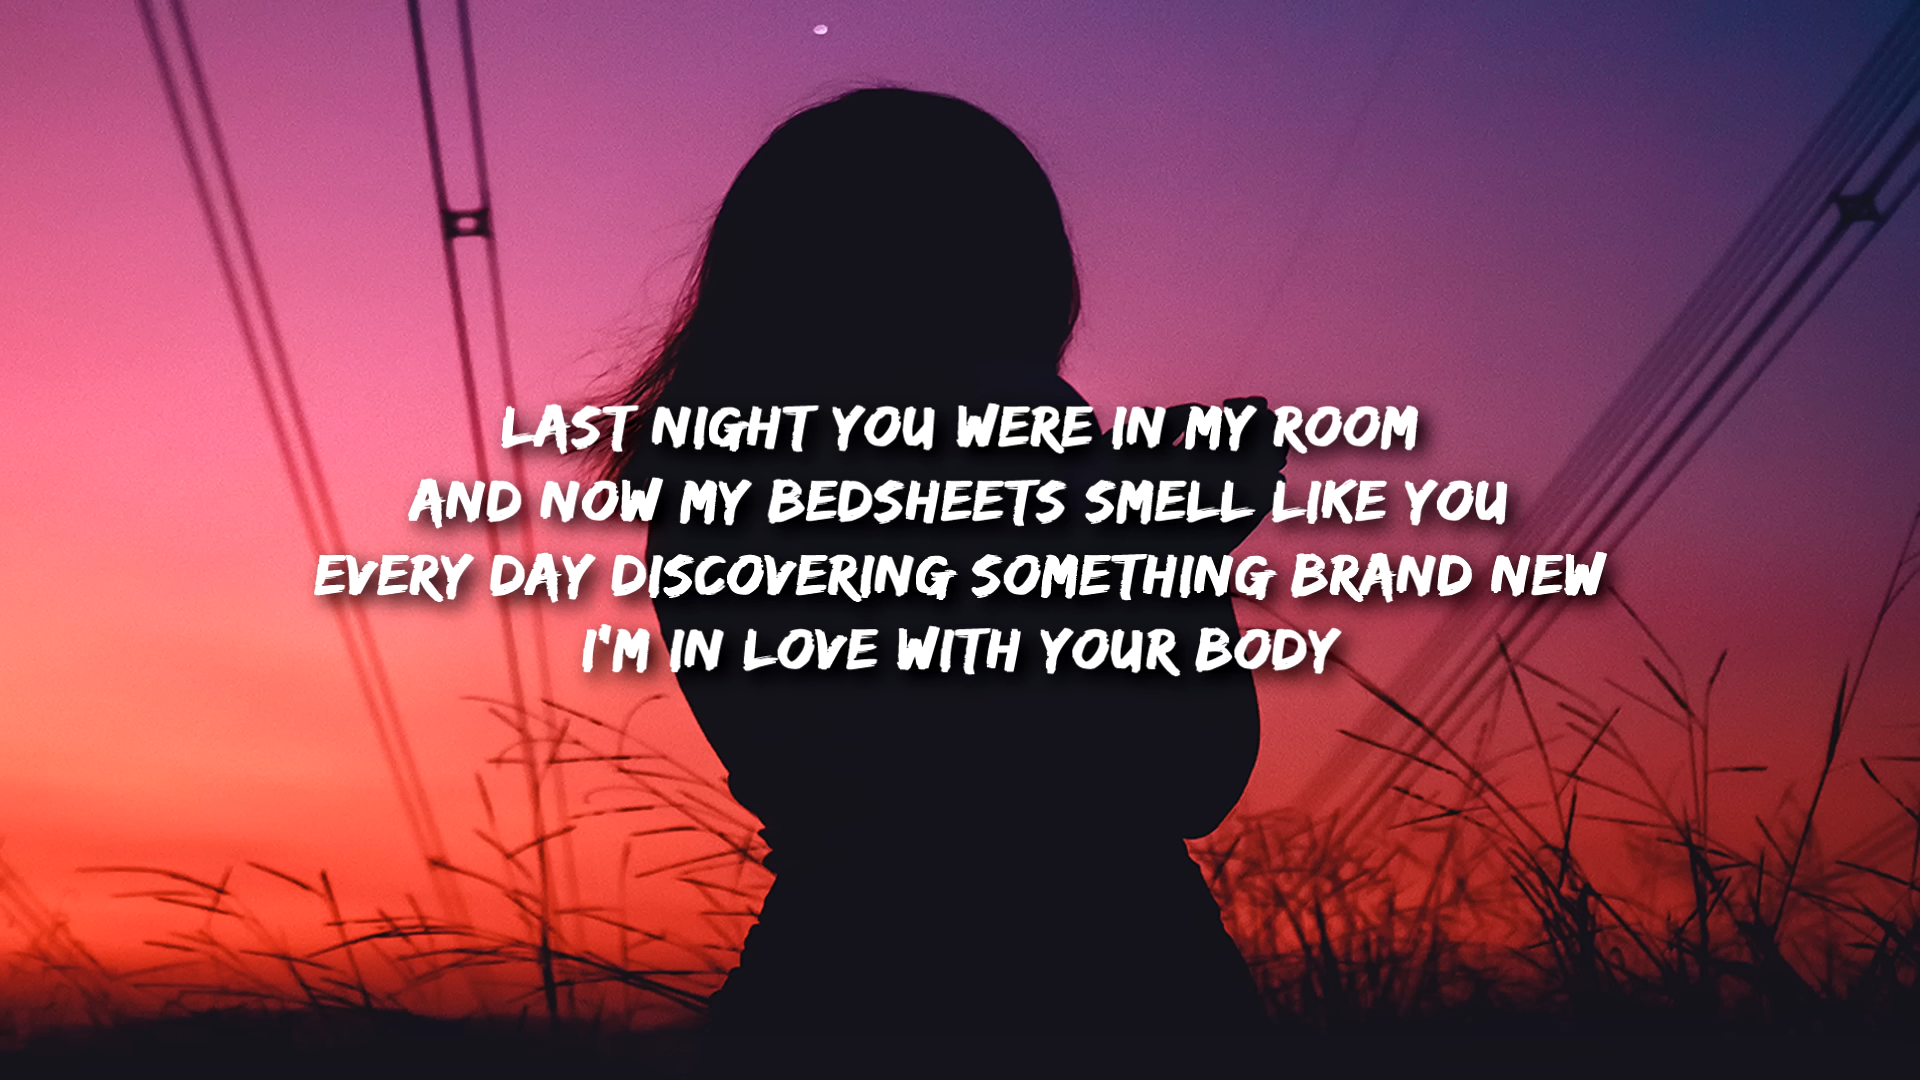 LAST NIGHT YOU WERE IN MY ROOM
AND NOW MY BEDSHEETS SMELL LIKE YOU
EVERY DAY DISCOVERING SOMETHING BRAND NEW
I'M IN LOVE WITH YOUR BODY